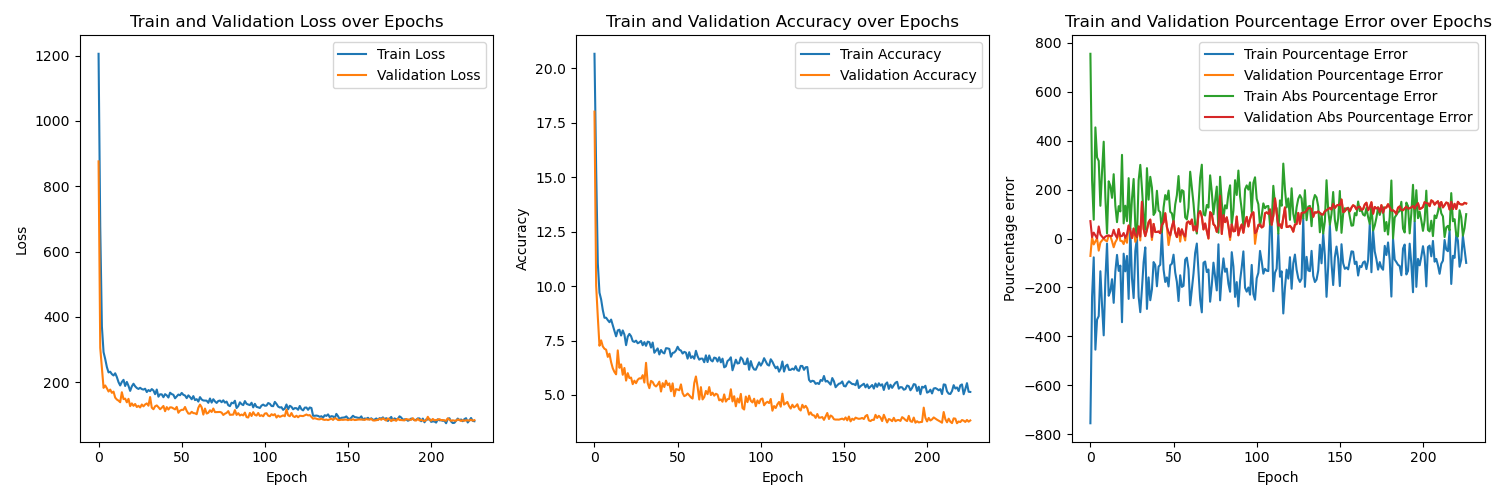 Train and Validation Loss over Epochs
Train Loss
Validation Loss
1200
1000
800
600
400
200
Loss
0
50
100
150
200
Epoch
Train and Validation Accuracy over Epochs
Train Accuracy
Validation Accuracy
20.0
17.5
15.0
12.5
10.0
7.5
5.0
Accuracy
0
50
100
150
200
Epoch
Train and Validation Pourcentage Error over Epochs
Train Pourcentage Error
Validation Pourcentage Error
Train Abs Pourcentage Error
Validation Abs Pourcentage Error
800
600
400
200
0
−200
−400
−600
−800
Pourcentage error
0
50
100
150
200
Epoch